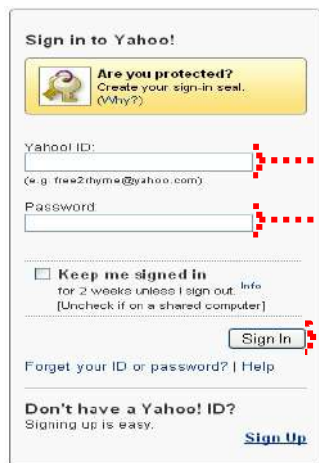 Sign in to Yahoo!
Are you protected?
Create your sign-in seal.
(Why?)
Yahoo! ID:
(e.g. free2rhyme@yahoo.com)
Password:
Keep me signed in
for 2 weeks unless I sign out. Info
[Uncheck if on a shared computer]
Sign In
Forget your ID or password? | Help
Don't have a Yahoo! ID?
Signing up is easy.
Sign Up